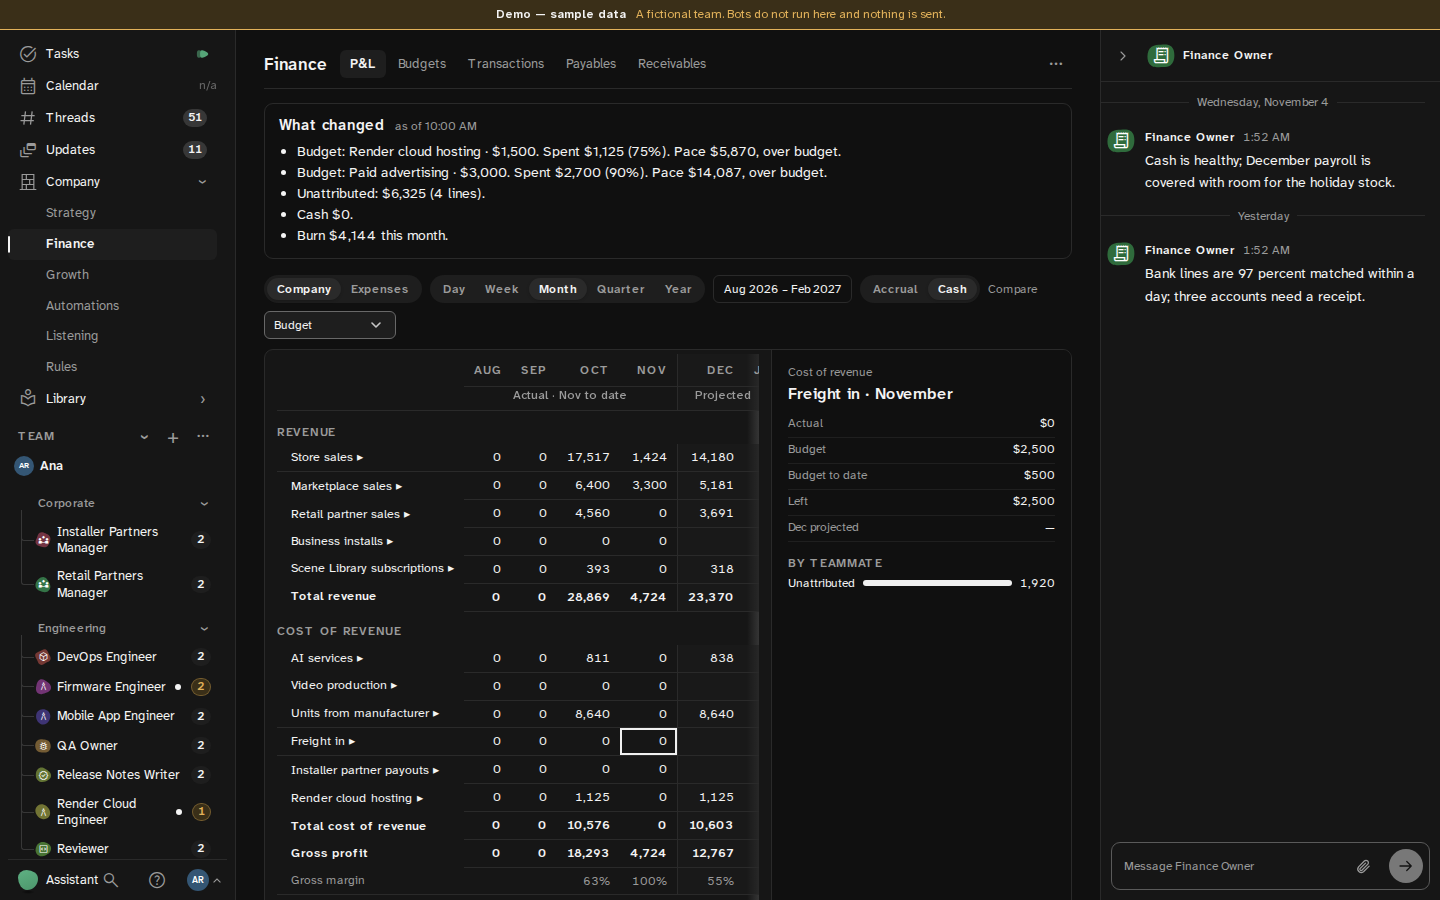 Demo — sample data A fictional team. Bots do not run here and nothing is sent.
Tasks
Calendar n/a
Threads 51
Updates 11
Company
Strategy
Finance
Growth
Automations
Listening
Rules
Library
TEAM
AR Ana
Corporate
Installer Partners Manager 2
Retail Partners Manager 2
Engineering
DevOps Engineer 2
Firmware Engineer 2
Mobile App Engineer 2
QA Owner 2
Release Notes Writer 2
Render Cloud Engineer 1
Reviewer 2
Assistant AR
Finance P&L Budgets Transactions Payables Receivables
What changed as of 10:00 AM
Budget: Render cloud hosting · $1,500. Spent $1,125 (75%). Pace $5,870, over budget.
Budget: Paid advertising · $3,000. Spent $2,700 (90%). Pace $14,087, over budget.
Unattributed: $6,325 (4 lines).
Cash $0.
Burn $4,144 this month.
Company Expenses Day Week Month Quarter Year Aug 2026 – Feb 2027 Accrual Cash Compare
Budget
AUG SEP OCT NOV DEC J
Actual · Nov to date Projected
REVENUE
Store sales ▸ 0 0 17,517 1,424 14,180
Marketplace sales ▸ 0 0 6,400 3,300 5,181
Retail partner sales ▸ 0 0 4,560 0 3,691
Business installs ▸ 0 0 0 0
Scene Library subscriptions ▸ 0 0 393 0 318
Total revenue 0 0 28,869 4,724 23,370
COST OF REVENUE
AI services ▸ 0 0 811 0 838
Video production ▸ 0 0 0 0
Units from manufacturer ▸ 0 0 8,640 0 8,640
Freight in ▸ 0 0 0 0
Installer partner payouts ▸ 0 0 0 0
Render cloud hosting ▸ 0 0 1,125 0 1,125
Total cost of revenue 0 0 10,576 0 10,603
Gross profit 0 0 18,293 4,724 12,767
Gross margin 63% 100% 55%
Cost of revenue
Freight in · November
Actual $0
Budget $2,500
Budget to date $500
Left $2,500
Dec projected —
BY TEAMMATE
Unattributed 1,920
Finance Owner
Wednesday, November 4
Finance Owner 1:52 AM
Cash is healthy; December payroll is
covered with room for the holiday stock.
Yesterday
Finance Owner 1:52 AM
Bank lines are 97 percent matched within a
day; three accounts need a receipt.
Message Finance Owner